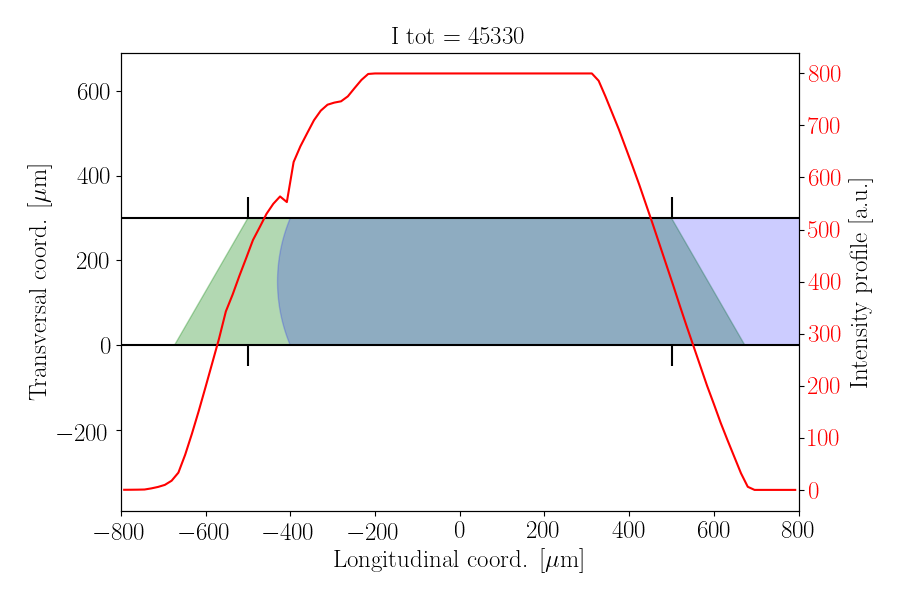 I tot = 45330
600
400
200
0
−200
Transversal coord. [μm]
800
700
600
500
400
300
200
100
0
Intensity profile [a.u.]
−800 −600 −400 −200 0 200 400 600 800
Longitudinal coord. [μm]